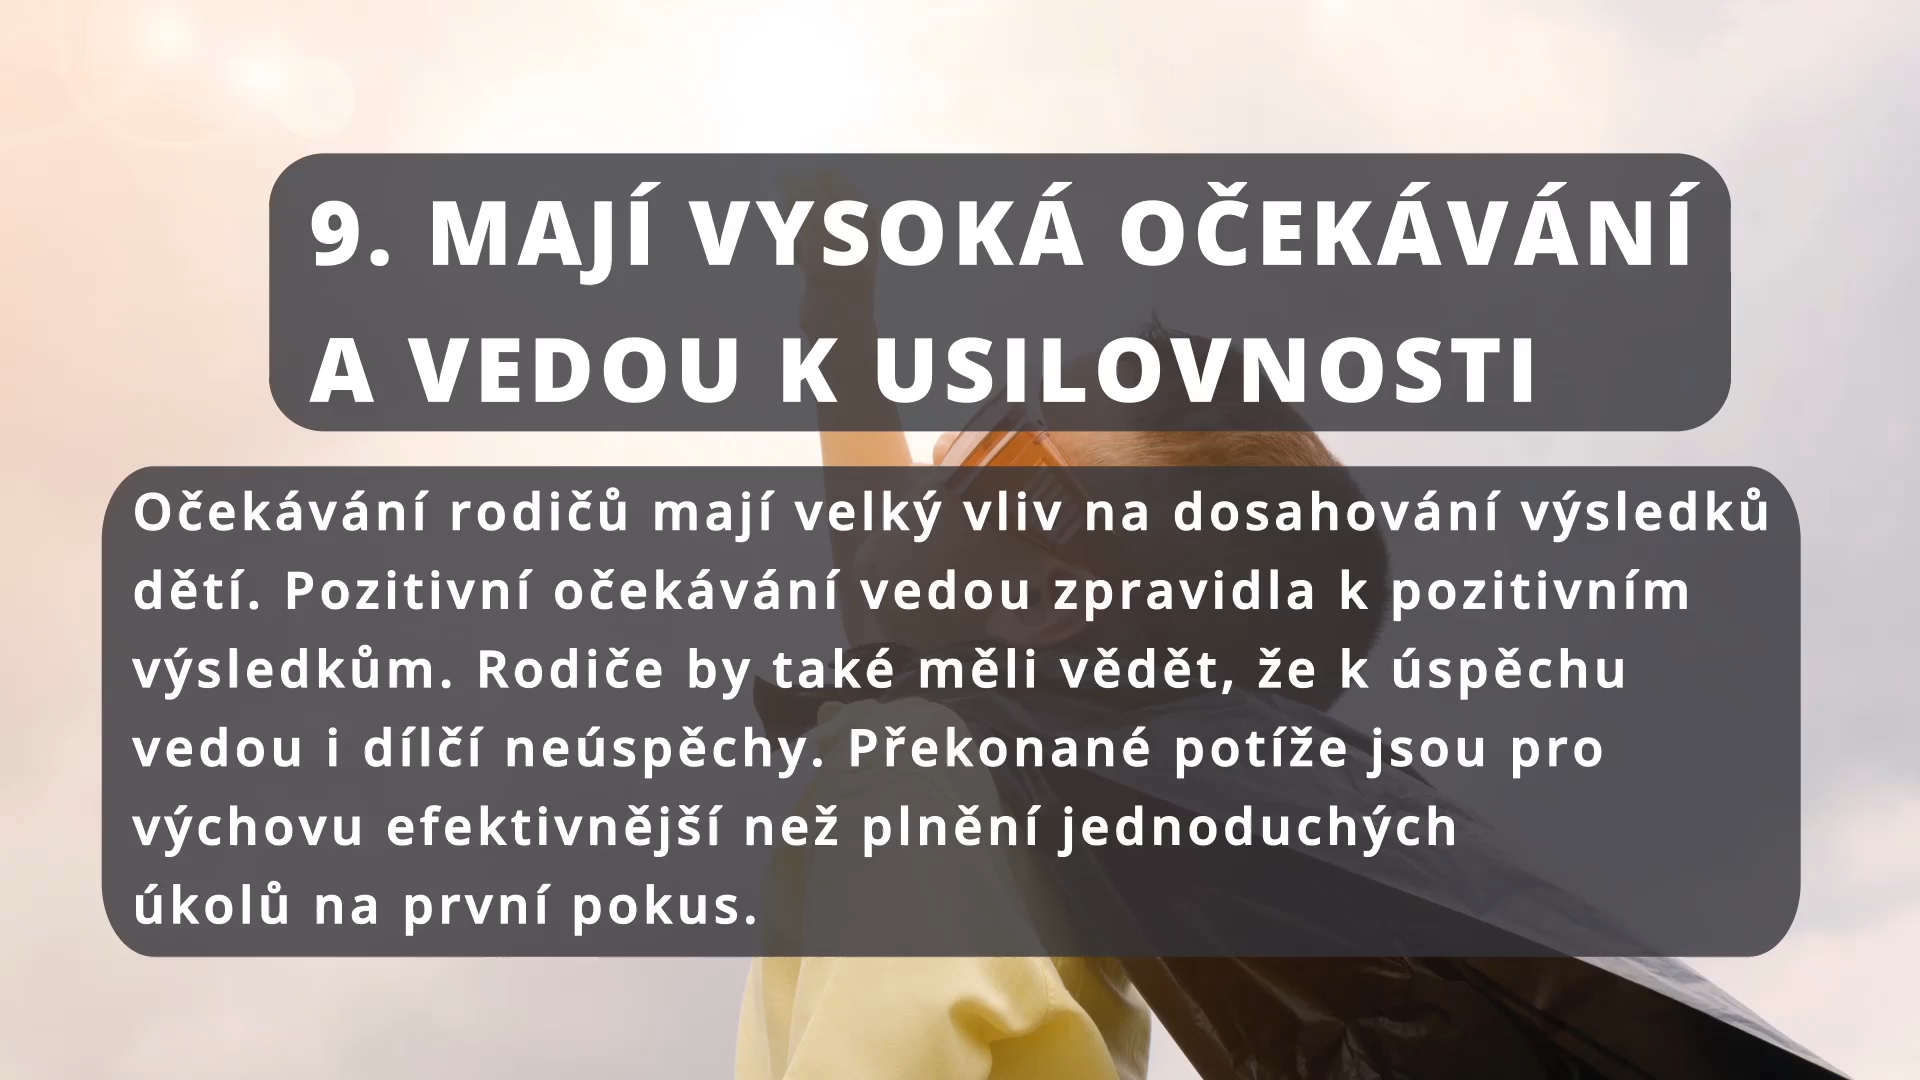 9. MAJÍ VYSOKÁ OČEKÁVÁNÍ
A VEDOU K USILOVNOSTI
Očekávání rodičů mají velký vliv na dosahování výsledků
dětí. Pozitivní očekávání vedou zpravidla k pozitivním
výsledkům. Rodiče by také měli vědět, že k úspěchu
vedou i dílčí neúspěchy. Překonané potíže jsou pro
výchovu efektivnější než plnění jednoduchých
úkolů na první pokus.